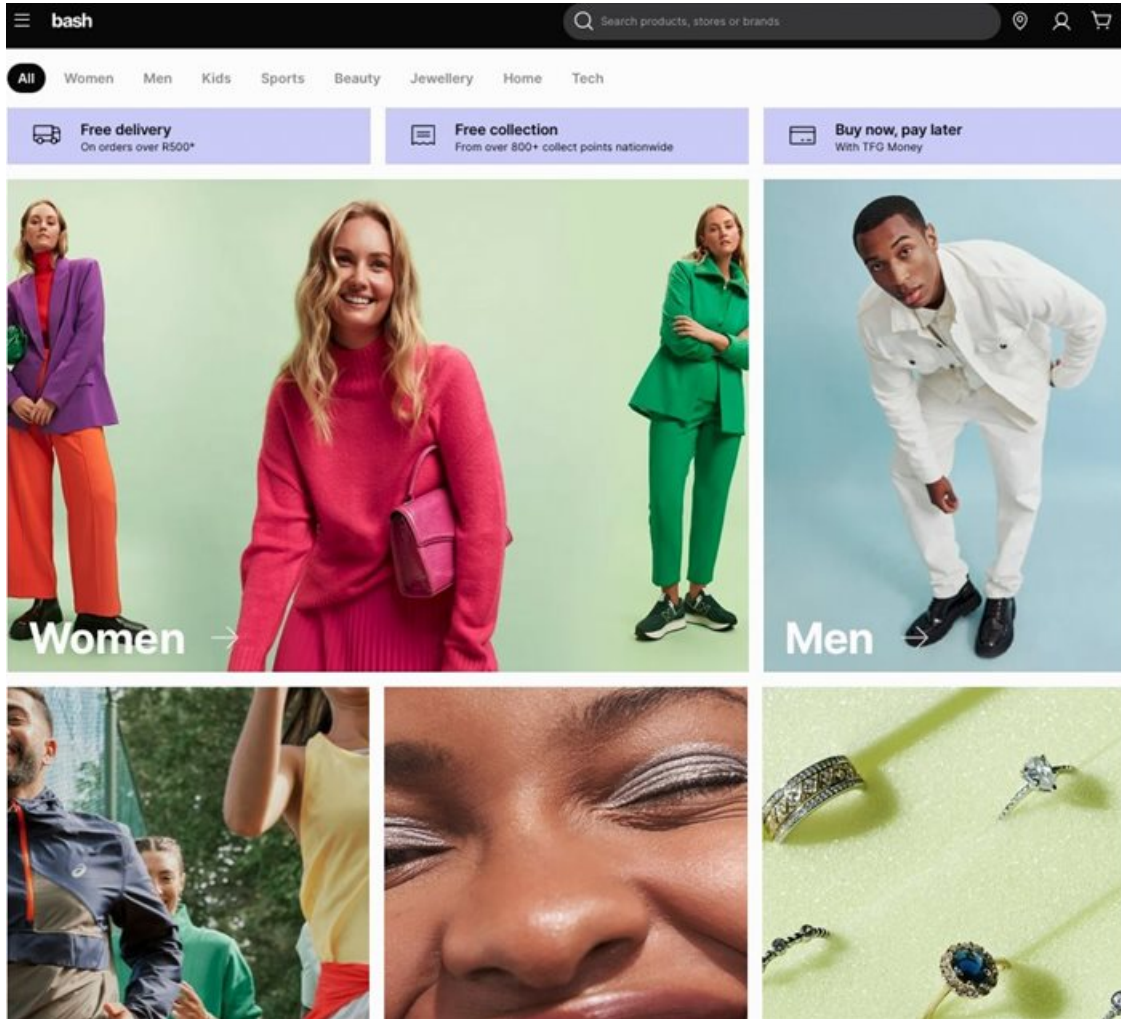 bash
Search products, stores or brands
All Women Men Kids Sports Beauty Jewellery Home Tech
Free delivery
On orders over R500*
Free collection
From over 800+ collect points nationwide
Buy now, pay later
With TFG Money
Women →
Men →